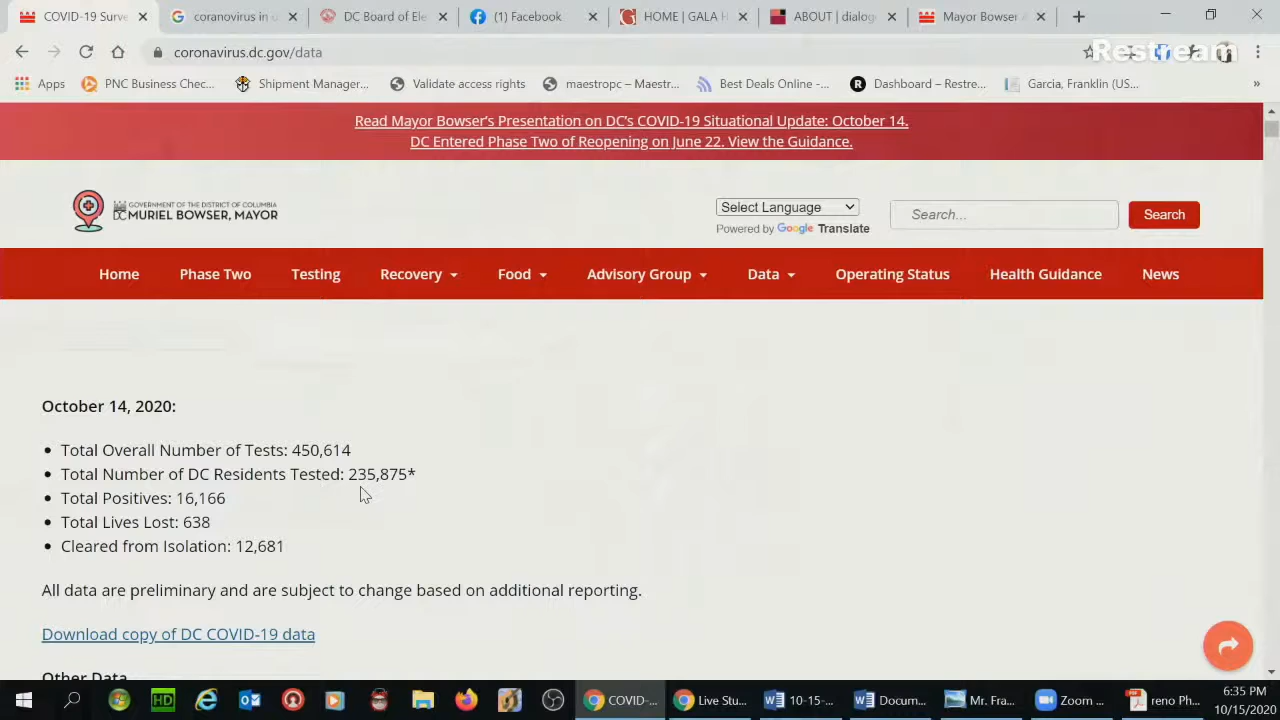 COVID-19 Surve
coronavirus in d
DC Board of Ele
(1) Facebook
HOME | GALA H
ABOUT | dialog
Mayor Bowser A
coronavirus.dc.gov/data
Restream
Apps
PNC Business Chec...
Shipment Manager...
Validate access rights
maestropc – Maestr...
Best Deals Online -...
Dashboard – Restre...
Garcia, Franklin (US...
»
Read Mayor Bowser's Presentation on DC's COVID-19 Situational Update: October 14.
DC Entered Phase Two of Reopening on June 22. View the Guidance.
GOVERNMENT OF THE DISTRICT OF COLUMBIA
DC MURIEL BOWSER, MAYOR
Select Language
Powered by Google Translate
Search...
Search
Home
Phase Two
Testing
Recovery
Food
Advisory Group
Data
Operating Status
Health Guidance
News
October 14, 2020:
• Total Overall Number of Tests: 450,614
• Total Number of DC Residents Tested: 235,875*
• Total Positives: 16,166
• Total Lives Lost: 638
• Cleared from Isolation: 12,681
All data are preliminary and are subject to change based on additional reporting.
Download copy of DC COVID-19 data
Other Data
HD
COVID-...
Live Stu...
10-15-...
Docum...
Mr. Fra...
Zoom ...
reno Ph...
6:35 PM
10/15/2020